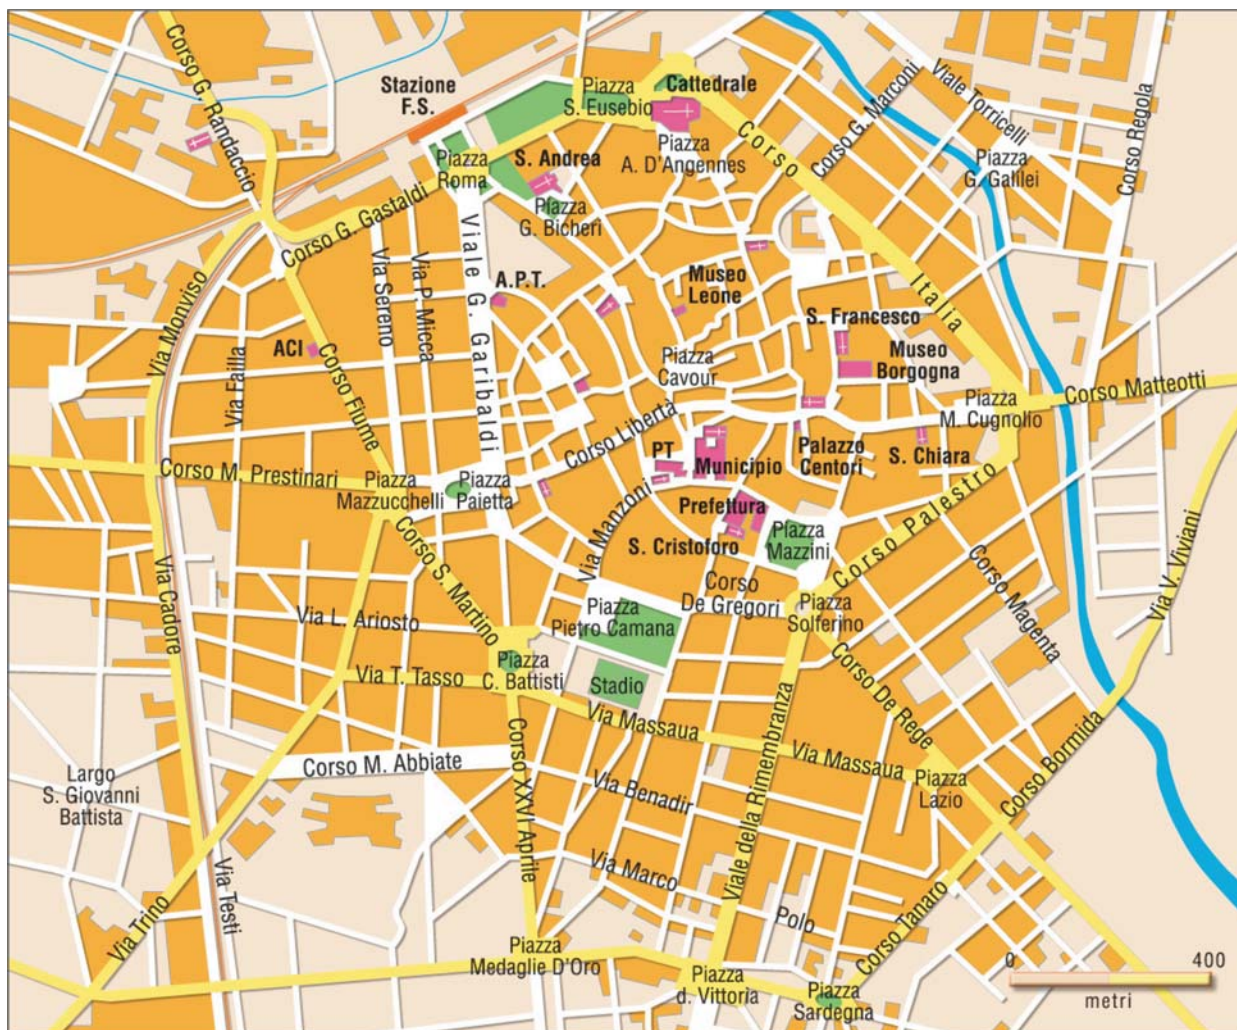 Corso G. Randaccio
Stazione
F.S.
Piazza
S. Eusebio
Cattedrale
Corso G. Marconi
Viale Torricelli
Corso Regola
Piazza
Roma
S. Andrea
Piazza
A. D'Angennes
Corso
Italia
Piazza
G. Galilei
Corso G. Gastaldi
Piazza
G. Bicheri
Via Monviso
Via Sereno
Via P. Micca
Viale G. Garibaldi
A.P.T.
Museo
Leone
S. Francesco
Via Failla
ACI
Corso Fiume
Piazza
Cavour
Museo
Borgogna
Piazza
M. Cugnolio
Corso Matteotti
Corso Libertà
Corso M. Prestinari
Piazza
Mazzucchelli
Piazza
Paietta
PT
Municipio
Palazzo
Centori
S. Chiara
Via Manzoni
Prefettura
S. Cristoforo
Piazza
Mazzini
Corso Palestro
Via V. Viviani
Via Cadore
Corso S. Martino
Corso
De Gregori
Corso Magenta
Via L. Ariosto
Piazza
Pietro Camana
Piazza
Solferino
Via T. Tasso
Piazza
C. Battisti
Stadio
Corso De Rege
Via Massaua
Via Massaua
Corso Bormida
Largo
S. Giovanni
Battista
Corso M. Abbiate
Corso XXVI Aprile
Via Benadir
Viale della Rimembranza
Piazza
Lazio
Via Trino
Via Testi
Via Marco
Polo
Corso Tanaro
Piazza
Medaglie D'Oro
Piazza
d. Vittoria
Piazza
Sardegna
0 400
metri